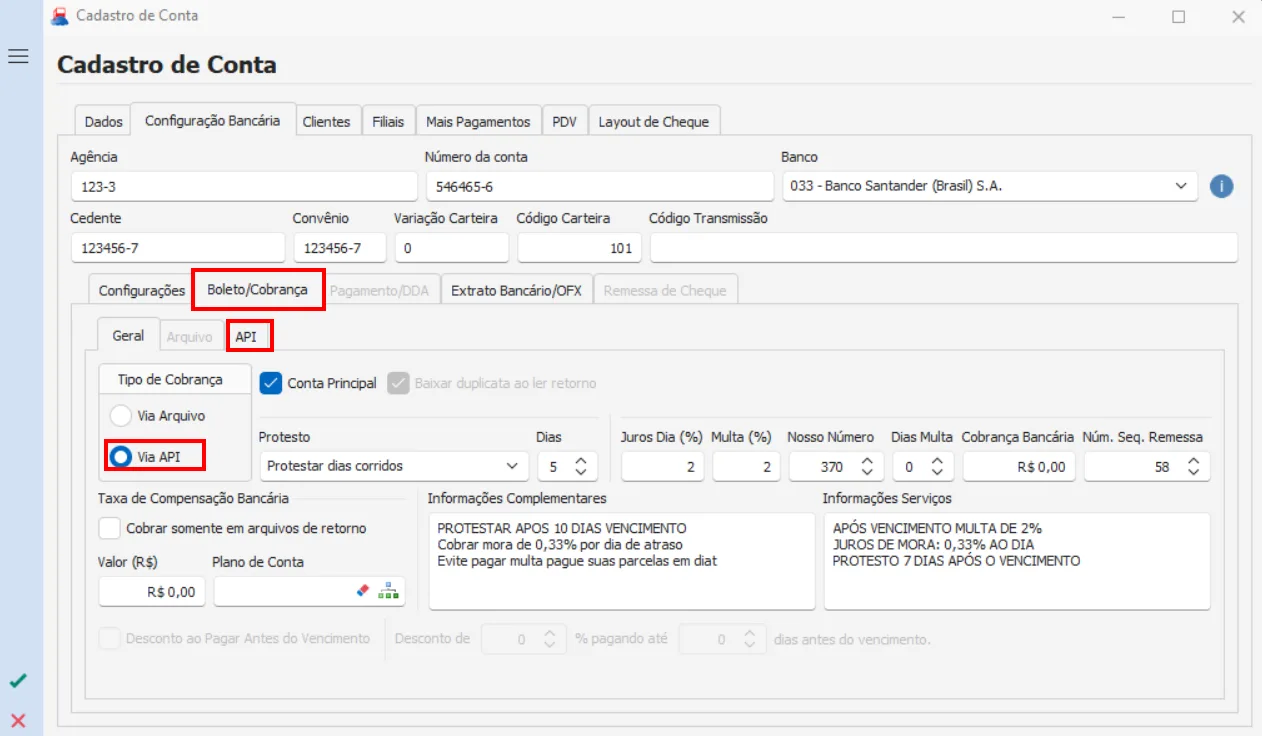 Cadastro de Conta
Cadastro de Conta
Dados Configuração Bancária Clientes Filiais Mais Pagamentos PDV Layout de Cheque
Agência Número da conta Banco
123-3 546465-6 033 - Banco Santander (Brasil) S.A. i
Cedente Convênio Variação Carteira Código Carteira Código Transmissão
123456-7 123456-7 0 101
Configurações Boleto/Cobrança Pagamento/DDA Extrato Bancário/OFX Remessa de Cheque
Geral Arquivo API
Tipo de Cobrança Conta Principal Baixar duplicata ao ler retorno
Via Arquivo
Protesto Dias Juros Dia (%) Multa (%) Nosso Número Dias Multa Cobrança Bancária Núm. Seq. Remessa
Via API Protestar dias corridos 5 2 2 370 0 R$ 0,00 58
Taxa de Compensação Bancária Informações Complementares Informações Serviços
Cobrar somente em arquivos de retorno PROTESTAR APOS 10 DIAS VENCIMENTO APÓS VENCIMENTO MULTA DE 2%
Cobrar mora de 0,33% por dia de atraso JUROS DE MORA: 0,33% AO DIA
Valor (R$) Plano de Conta Evite pagar multa pague suas parcelas em diat PROTESTO 7 DIAS APÓS O VENCIMENTO
R$ 0,00
Desconto ao Pagar Antes do Vencimento Desconto de 0 % pagando até 0 dias antes do vencimento.